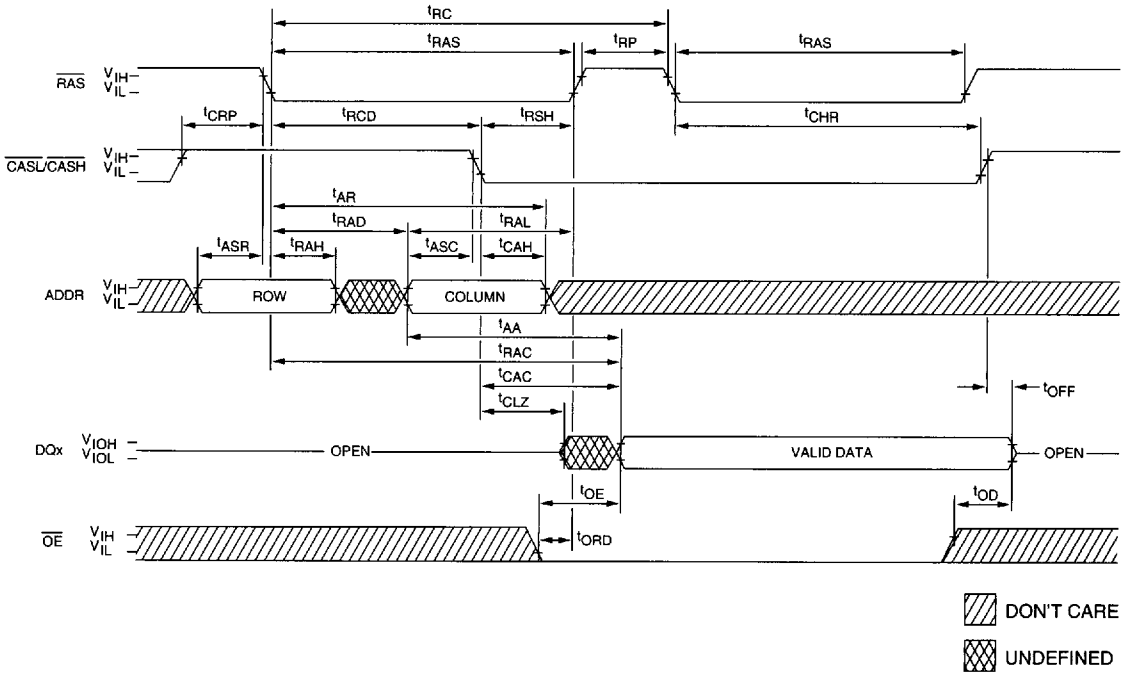 tRC
tRAS tRP tRAS
RAS VIH VIL
tCRP tRCD tRSH tCHR
CASL/CASH VIH VIL
tAR
tRAD tRAL
tASR tRAH tASC tCAH
ADDR VIH VIL ROW COLUMN
tAA
tRAC
tCAC
tCLZ tOFF
DQx VIOH VIOL OPEN VALID DATA OPEN
tOE tOD
OE VIH VIL tORD
DON'T CARE
UNDEFINED